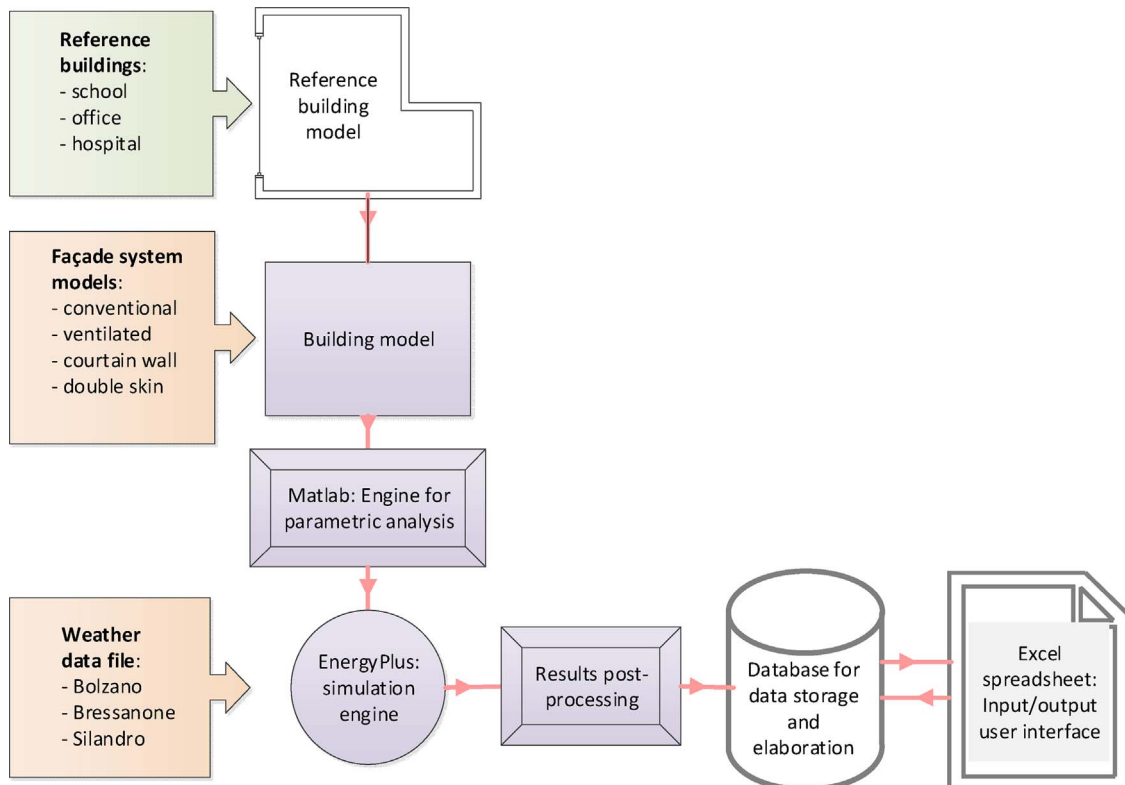 Reference
buildings:
- school
- office
- hospital
Reference
building
model
Façade system
models:
- conventional
- ventilated
- courtain wall
- double skin
Building model
Matlab: Engine for
parametric analysis
Weather
data file:
- Bolzano
- Bressanone
- Silandro
EnergyPlus:
simulation
engine
Results post-
processing
Database for
data storage
and
elaboration
Excel
spreadsheet:
Input/output
user interface